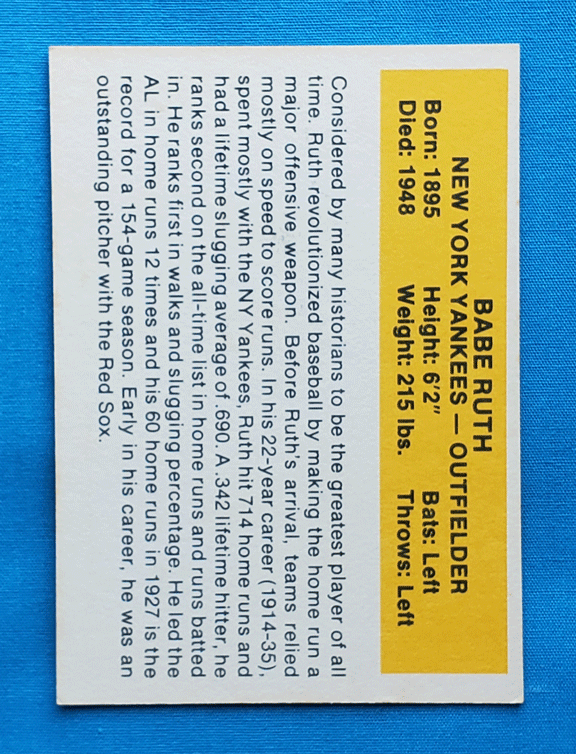 BABE RUTH
NEW YORK YANKEES — OUTFIELDER
Born: 1895 Height: 6'2" Bats: Left
Died: 1948 Weight: 215 lbs. Throws: Left
Considered by many historians to be the greatest player of all
time. Ruth revolutionized baseball by making the home run a
major offensive weapon. Before Ruth's arrival, teams relied
mostly on speed to score runs. In his 22-year career (1914-35),
spent mostly with the NY Yankees, Ruth hit 714 home runs and
had a lifetime slugging average of .690. A .342 lifetime hitter, he
ranks second on the all-time list in home runs and runs batted
in. He ranks first in walks and slugging percentage. He led the
AL in home runs 12 times and his 60 home runs in 1927 is the
record for a 154-game season. Early in his career, he was an
outstanding pitcher with the Red Sox.